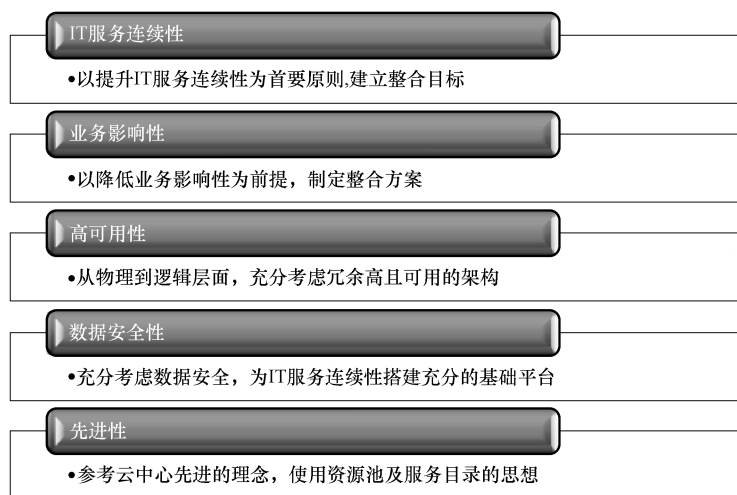 IT服务连续性
•以提升IT服务连续性为首要原则,建立整合目标
业务影响性
•以降低业务影响性为前提，制定整合方案
高可用性
•从物理到逻辑层面，充分考虑冗余高且可用的架构
数据安全性
•充分考虑数据安全，为IT服务连续性搭建充分的基础平台
先进性
•参考云中心先进的理念，使用资源池及服务目录的思想